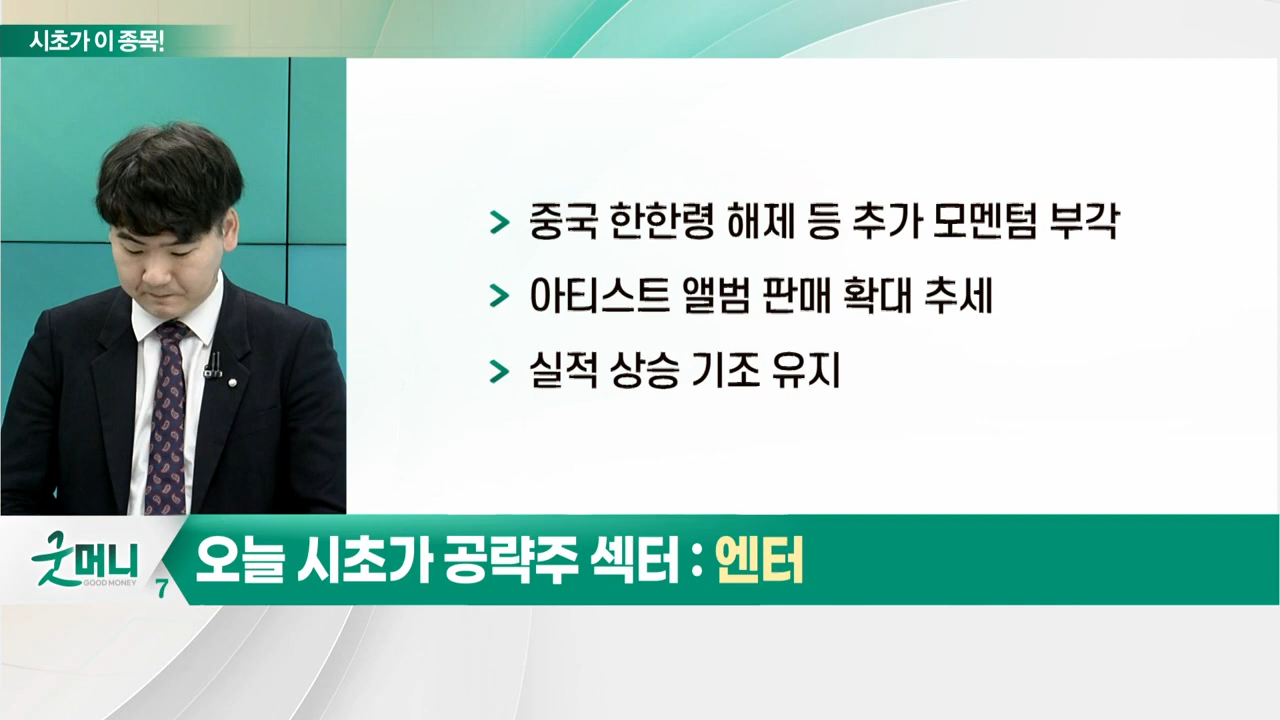 시초가 이 종목!
> 중국 한한령 해제 등 추가 모멘텀 부각
> 아티스트 앨범 판매 확대 추세
> 실적 상승 기조 유지
굿머니
GOOD MONEY
7
오늘 시초가 공략주 섹터 : 엔터